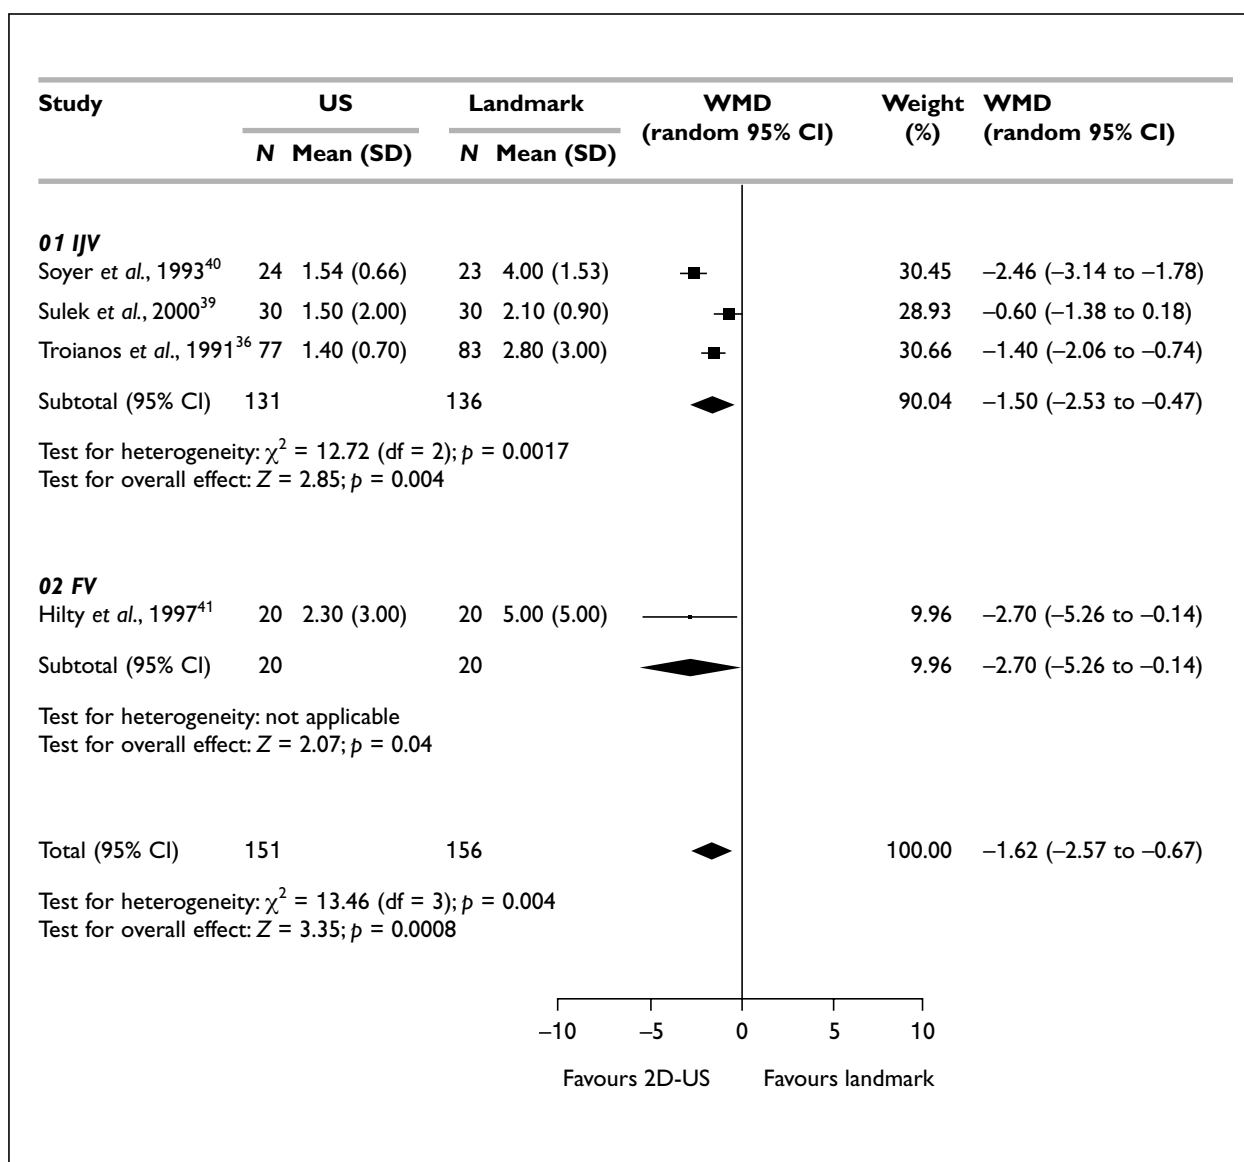 Study US Landmark WMD Weight WMD
(random 95% CI) (%) (random 95% CI)
N Mean (SD) N Mean (SD)
01 IJV
Soyer et al., 1993⁴⁰ 24 1.54 (0.66) 23 4.00 (1.53) 30.45 –2.46 (–3.14 to –1.78)
Sulek et al., 2000³⁹ 30 1.50 (2.00) 30 2.10 (0.90) 28.93 –0.60 (–1.38 to 0.18)
Troianos et al., 1991³⁶ 77 1.40 (0.70) 83 2.80 (3.00) 30.66 –1.40 (–2.06 to –0.74)
Subtotal (95% CI) 131 136 90.04 –1.50 (–2.53 to –0.47)
Test for heterogeneity: χ² = 12.72 (df = 2); p = 0.0017
Test for overall effect: Z = 2.85; p = 0.004
02 FV
Hilty et al., 1997⁴¹ 20 2.30 (3.00) 20 5.00 (5.00) 9.96 –2.70 (–5.26 to –0.14)
Subtotal (95% CI) 20 20 9.96 –2.70 (–5.26 to –0.14)
Test for heterogeneity: not applicable
Test for overall effect: Z = 2.07; p = 0.04
Total (95% CI) 151 156 100.00 –1.62 (–2.57 to –0.67)
Test for heterogeneity: χ² = 13.46 (df = 3); p = 0.004
Test for overall effect: Z = 3.35; p = 0.0008
–10 –5 0 5 10
Favours 2D-US Favours landmark